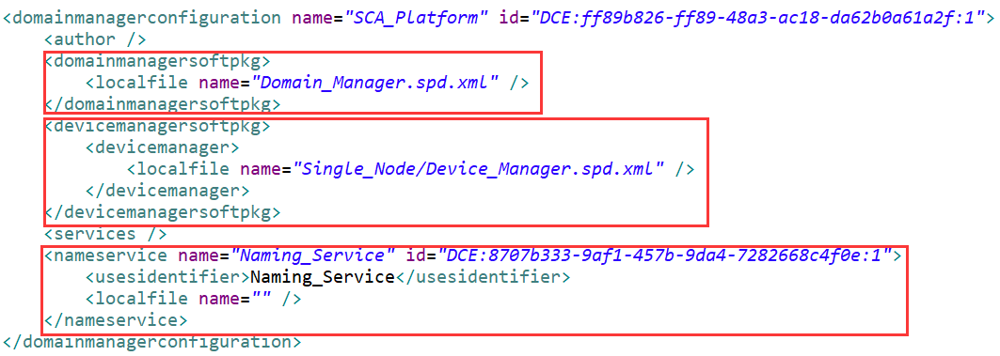 <domainmanagerconfiguration name="SCA_Platform" id="DCE:ff89b826-ff89-48a3-ac18-da62b0a61a2f:1">
<author />
<domainmanagersoftpkg>
<localfile name="Domain_Manager.spd.xml" />
</domainmanagersoftpkg>
<devicemanagersoftpkg>
<devicemanager>
<localfile name="Single_Node/Device_Manager.spd.xml" />
</devicemanager>
</devicemanagersoftpkg>
<services />
<nameservice name="Naming_Service" id="DCE:8707b333-9af1-457b-9da4-7282668c4f0e:1">
<usesidentifier>Naming_Service</usesidentifier>
<localfile name="" />
</nameservice>
</domainmanagerconfiguration>